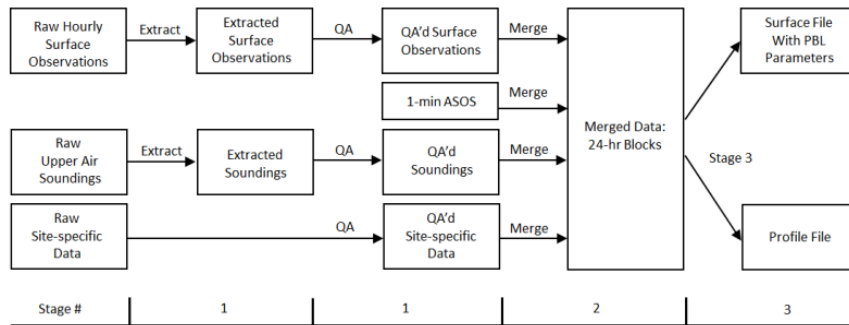 Raw Hourly
Surface
Observations
Extract
Extracted
Surface
Observations
QA
QA'd Surface
Observations
Merge
1-min ASOS
Merge
Raw
Upper Air
Soundings
Extract
Extracted
Soundings
QA
QA'd
Soundings
Merge
Raw
Site-specific
Data
QA
QA'd
Site-specific
Data
Merge
Merged Data:
24-hr Blocks
Stage 3
Surface File
With PBL
Parameters
Profile File
Stage # 1 1 2 3